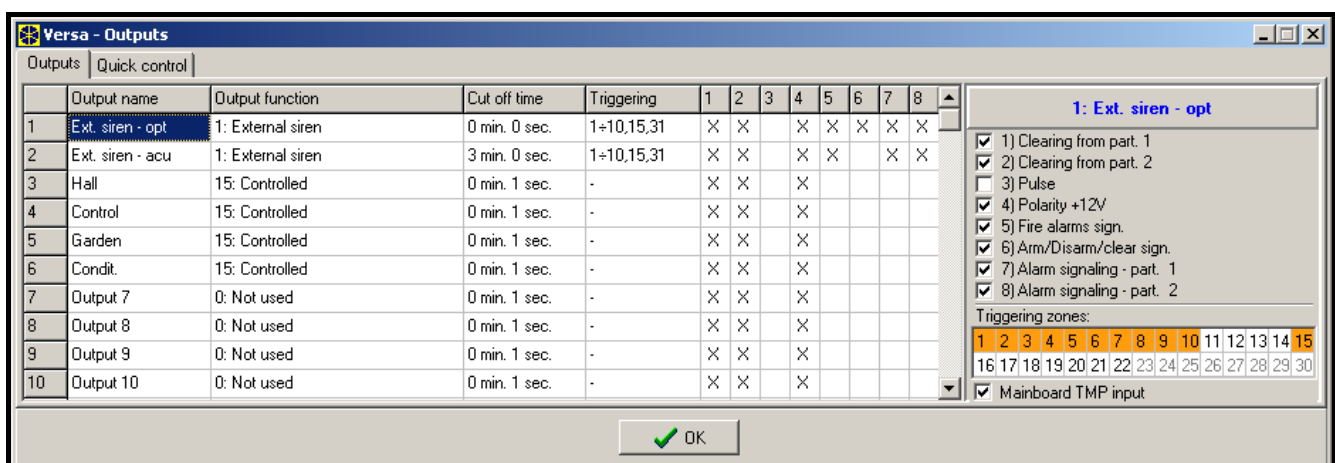 Versa - Outputs
Outputs Quick control
Output name Output function Cut off time Triggering 1 2 3 4 5 6 7 8
1 Ext. siren - opt 1: External siren 0 min. 0 sec. 1÷10,15,31 X X X X X X X
2 Ext. siren - acu 1: External siren 3 min. 0 sec. 1÷10,15,31 X X X X X X
3 Hall 15: Controlled 0 min. 1 sec. - X X X
4 Control 15: Controlled 0 min. 1 sec. - X X X
5 Garden 15: Controlled 0 min. 1 sec. - X X X
6 Condit. 15: Controlled 0 min. 1 sec. - X X X
7 Output 7 0: Not used 0 min. 1 sec. - X X X
8 Output 8 0: Not used 0 min. 1 sec. - X X X
9 Output 9 0: Not used 0 min. 1 sec. - X X X
10 Output 10 0: Not used 0 min. 1 sec. - X X X
1: Ext. siren - opt
1) Clearing from part. 1
2) Clearing from part. 2
3) Pulse
4) Polarity +12V
5) Fire alarms sign.
6) Arm/Disarm/clear sign.
7) Alarm signaling - part. 1
8) Alarm signaling - part. 2
Triggering zones:
1 2 3 4 5 6 7 8 9 10 11 12 13 14 15
16 17 18 19 20 21 22 23 24 25 26 27 28 29 30
Mainboard TMP input
OK